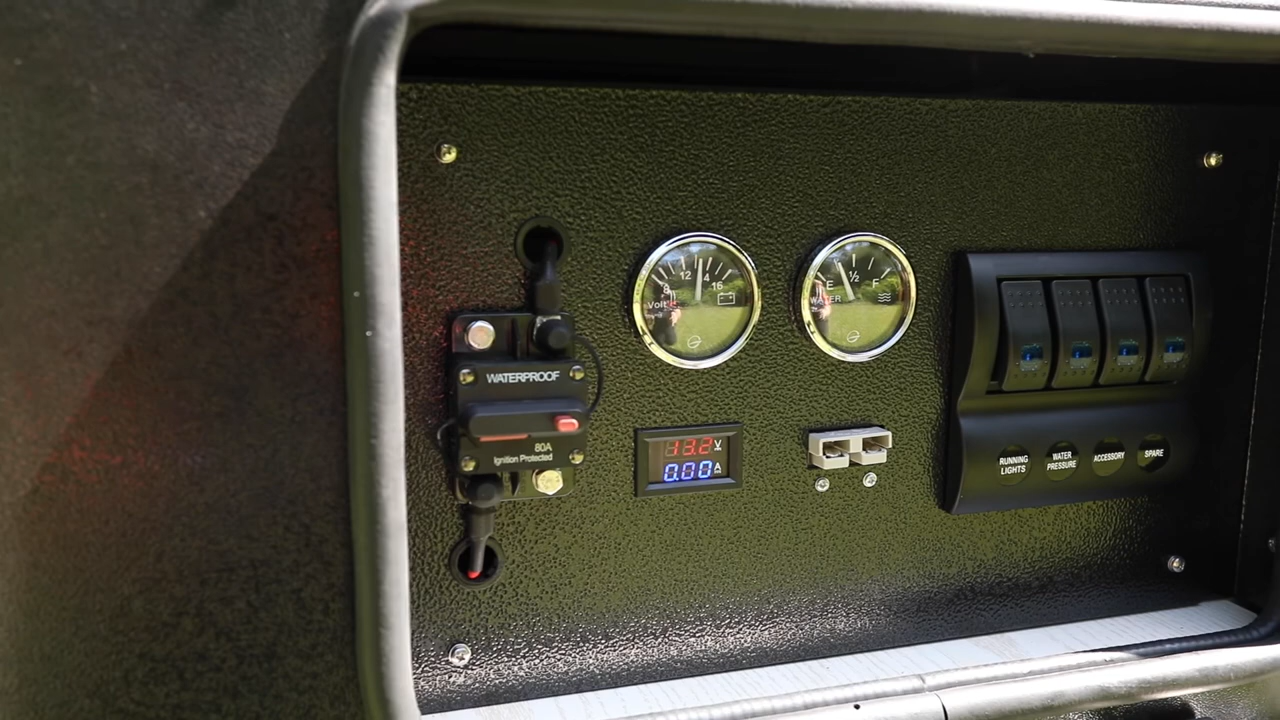 WATERPROOF
80A
Ignition Protected
8
12
16
Volt
E
½
F
WATER
13.2 V
0.00 A
RUNNING
LIGHTS
WATER
PRESSURE
ACCESSORY
SPARE